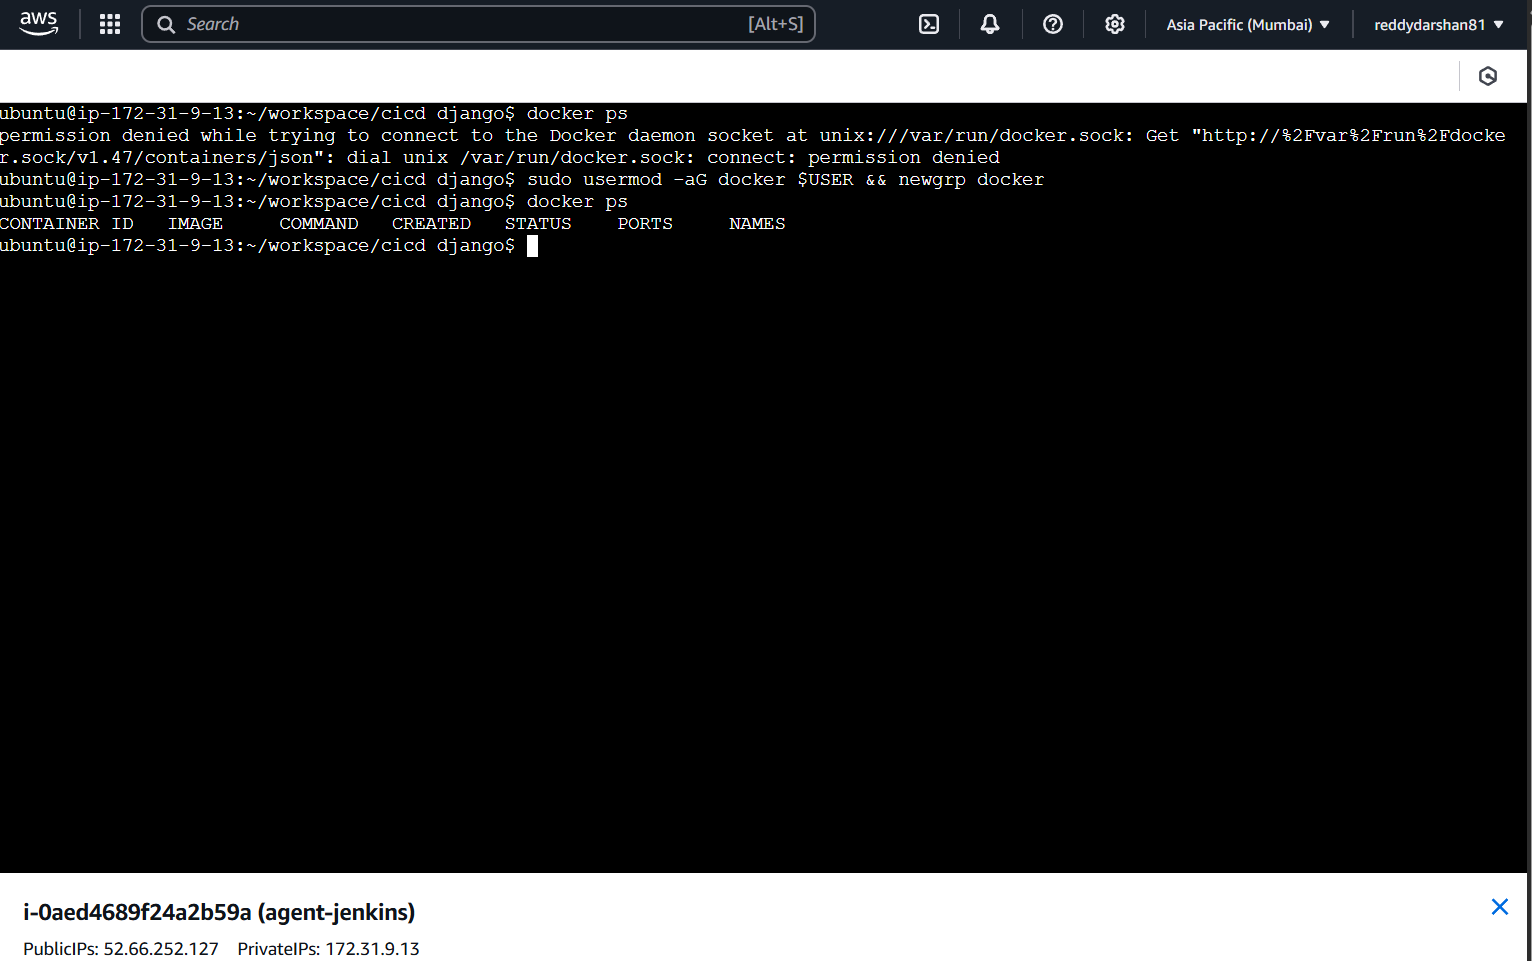 aws
Search [Alt+S]
Asia Pacific (Mumbai)
reddydarshan81
ubuntu@ip-172-31-9-13:~/workspace/cicd django$ docker ps
permission denied while trying to connect to the Docker daemon socket at unix:///var/run/docker.sock: Get "http://%2Fvar%2Frun%2Fdocke
r.sock/v1.47/containers/json": dial unix /var/run/docker.sock: connect: permission denied
ubuntu@ip-172-31-9-13:~/workspace/cicd django$ sudo usermod -aG docker $USER && newgrp docker
ubuntu@ip-172-31-9-13:~/workspace/cicd django$ docker ps
CONTAINER ID   IMAGE     COMMAND   CREATED   STATUS    PORTS     NAMES
ubuntu@ip-172-31-9-13:~/workspace/cicd django$
i-0aed4689f24a2b59a (agent-jenkins)
PublicIPs: 52.66.252.127 PrivateIPs: 172.31.9.13